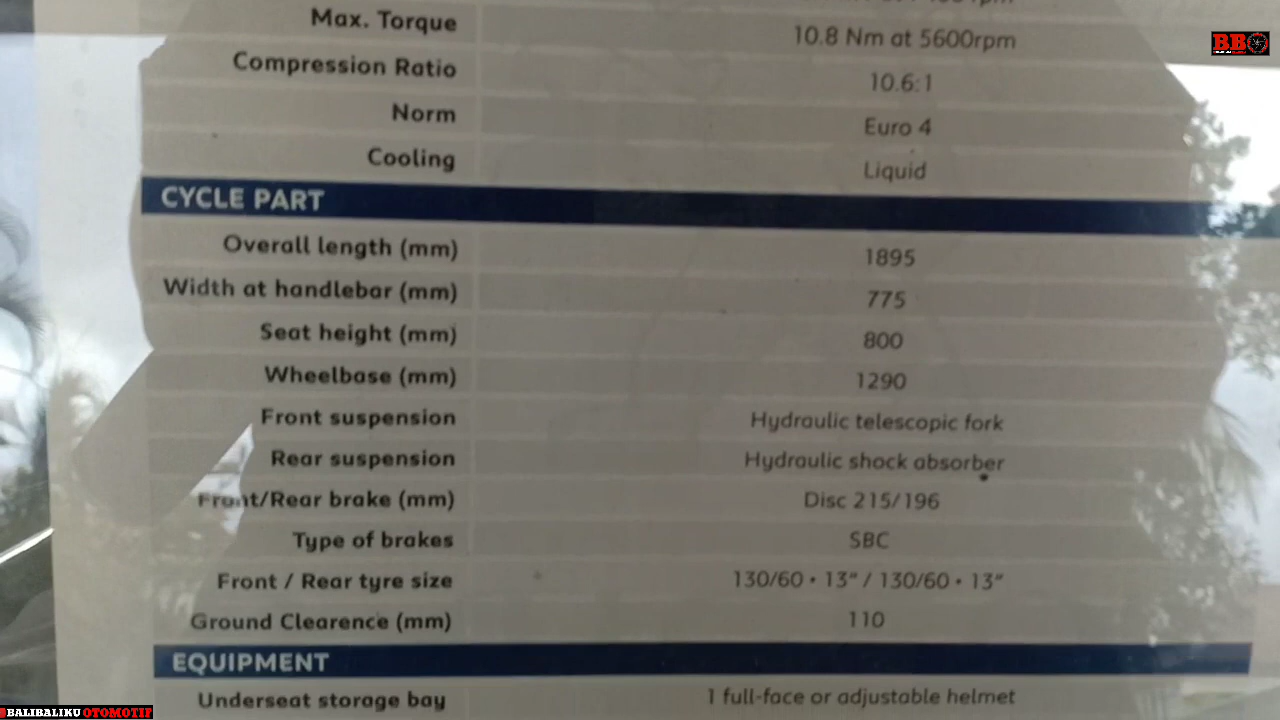 Max. Torque 10.8 Nm at 5600rpm
BBO
Compression Ratio 10.6:1
Norm Euro 4
Cooling Liquid
CYCLE PART
Overall length (mm) 1895
Width at handlebar (mm) 775
Seat height (mm) 800
Wheelbase (mm) 1290
Front suspension Hydraulic telescopic fork
Rear suspension Hydraulic shock absorber
Front/Rear brake (mm) Disc 215/196
Type of brakes SBC
Front / Rear tyre size 130/60 • 13" / 130/60 • 13"
Ground Clearence (mm) 110
EQUIPMENT
Underseat storage bay 1 full-face or adjustable helmet
BALIBALIKU OTOMOTIF